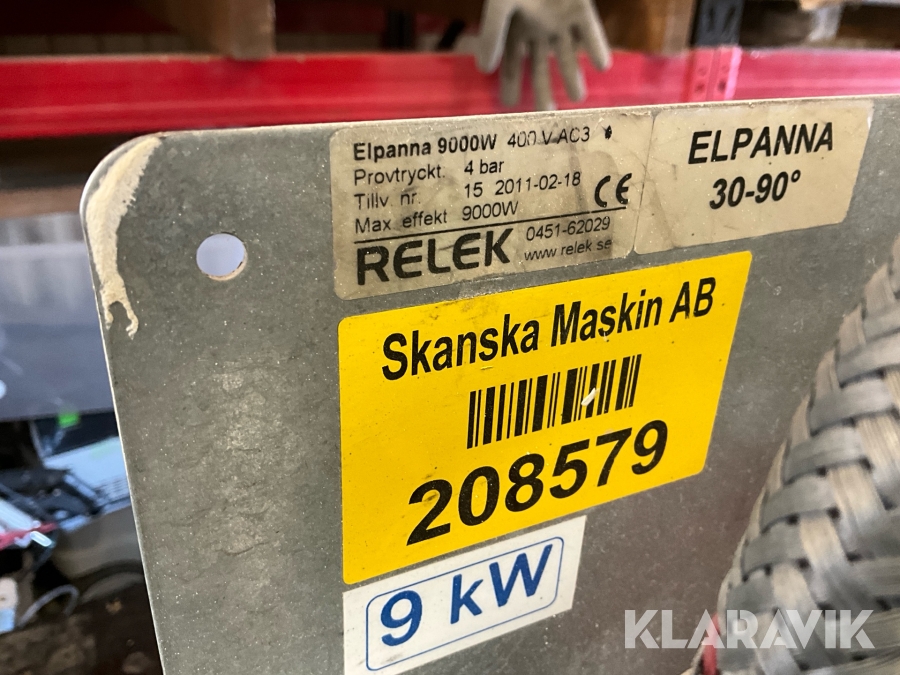 Elpanna 9000W 400 V AC3
Provtryckt. 4 bar
Tillv. nr. 15 2011-02-18
Max effekt 9000W
CE
RELEK
0451-62029
www.relek.se
ELPANNA
30-90°
Skanska Maskin AB
208579
9 kW
KLARAVIK